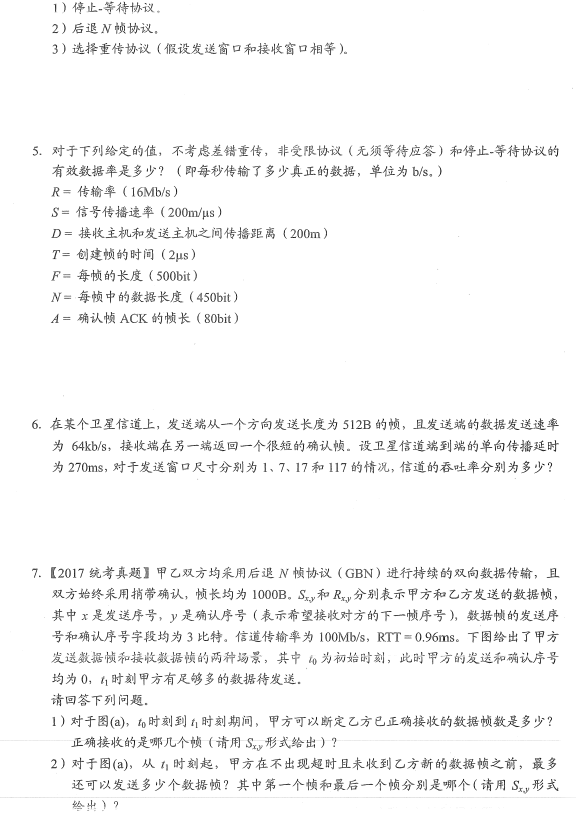 1）停止-等待协议。
2）后退 N 帧协议。
3）选择重传协议（假设发送窗口和接收窗口相等）。
5. 对于下列给定的值，不考虑差错重传，非受限协议（无须等待应答）和停止-等待协议的
有效数据率是多少？（即每秒传输了多少真正的数据，单位为 b/s。）
R = 传输率（16Mb/s）
S = 信号传播速率（200m/μs）
D = 接收主机和发送主机之间传播距离（200m）
T = 创建帧的时间（2μs）
F = 每帧的长度（500bit）
N = 每帧中的数据长度（450bit）
A = 确认帧 ACK 的帧长（80bit）
6. 在某个卫星信道上，发送端从一个方向发送长度为 512B 的帧，且发送端的数据发送速率
为 64kb/s，接收端在另一端返回一个很短的确认帧。设卫星信道端到端的单向传播延时
为 270ms，对于发送窗口尺寸分别为 1、7、17 和 117 的情况，信道的吞吐率分别为多少？
7.【2017 统考真题】甲乙双方均采用后退 N 帧协议（GBN）进行持续的双向数据传输，且
双方始终采用捎带确认，帧长均为 1000B。Sx,y 和 Rx,y 分别表示甲方和乙方发送的数据帧，
其中 x 是发送序号，y 是确认序号（表示希望接收对方的下一帧序号），数据帧的发送序
号和确认序号字段均为 3 比特。信道传输率为 100Mb/s，RTT = 0.96ms。下图给出了甲方
发送数据帧和接收数据帧的两种场景，其中 t0 为初始时刻，此时甲方的发送和确认序号
均为 0，t1 时刻甲方有足够多的数据待发送。
请回答下列问题。
1）对于图(a)，t0 时刻到 t1 时刻期间，甲方可以断定乙方已正确接收的数据帧数是多少？
正确接收的是哪几个帧（请用 Sx,y 形式给出）？
2）对于图(a)，从 t1 时刻起，甲方在不出现超时且未收到乙方新的数据帧之前，最多
还可以发送多少个数据帧？其中第一个帧和最后一个帧分别是哪个（请用 Sx,y 形式
给出）？